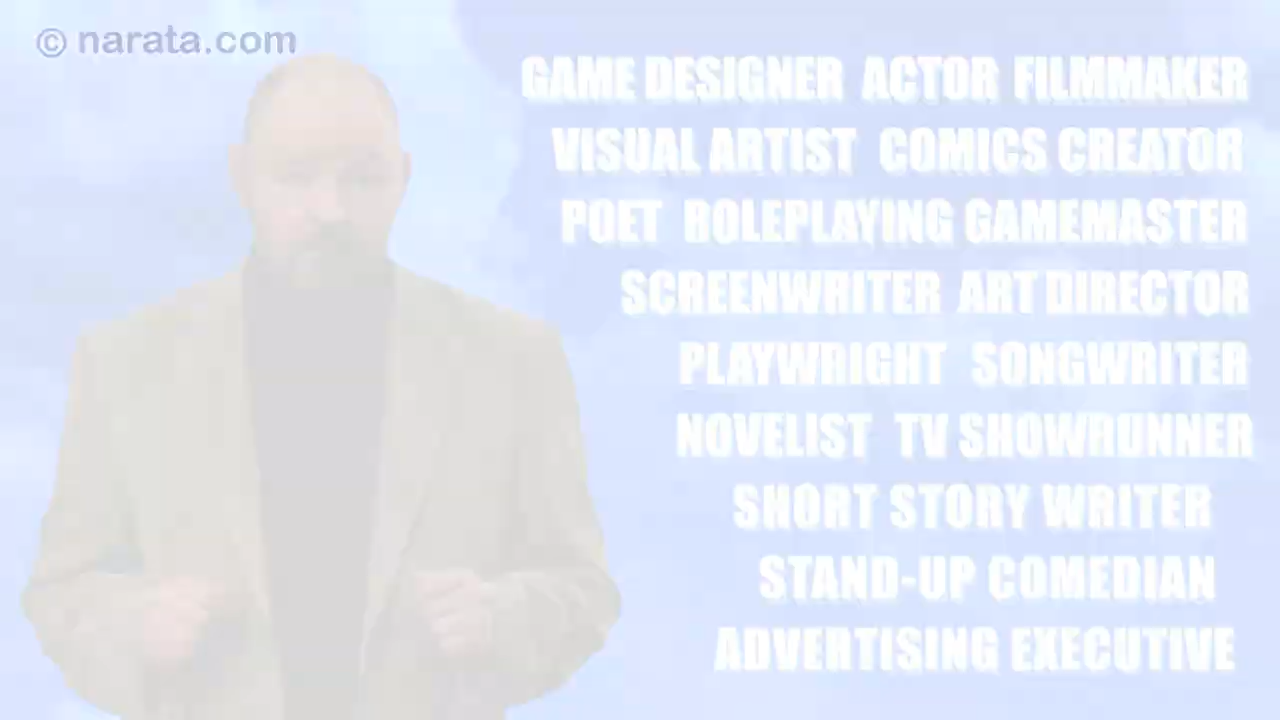 © narata.com
GAME DESIGNER ACTOR FILMMAKER
VISUAL ARTIST COMICS CREATOR
POET ROLEPLAYING GAMEMASTER
SCREENWRITER ART DIRECTOR
PLAYWRIGHT SONGWRITER
NOVELIST TV SHOWRUNNER
SHORT STORY WRITER
STAND-UP COMEDIAN
ADVERTISING EXECUTIVE